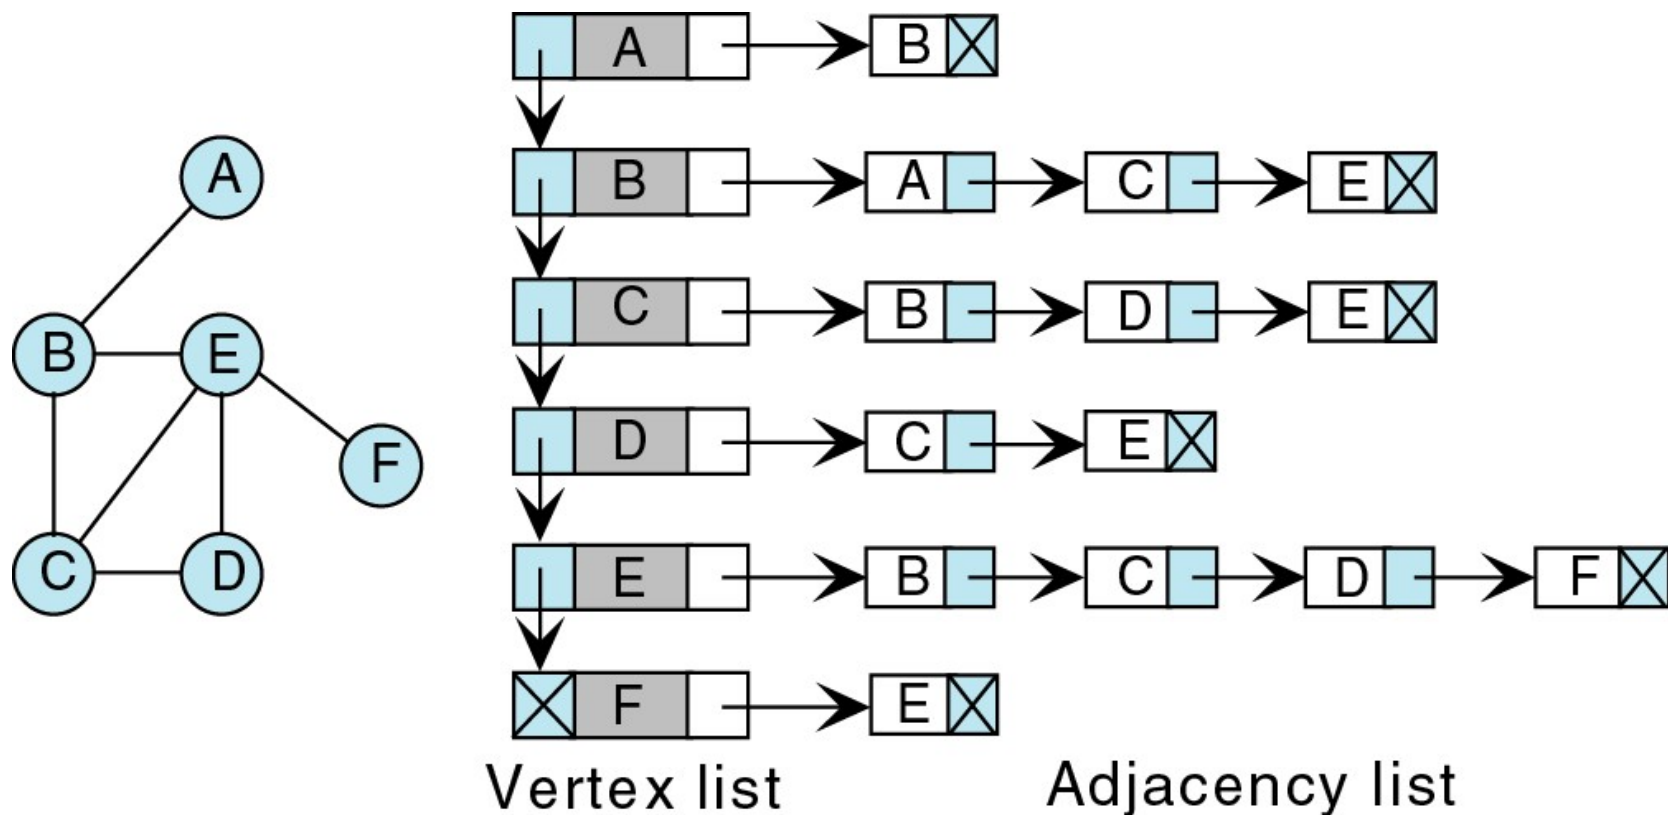 A
B E
F
C D
A B
B A C E
C B D E
D C E
E B C D F
F E
Vertex list Adjacency list